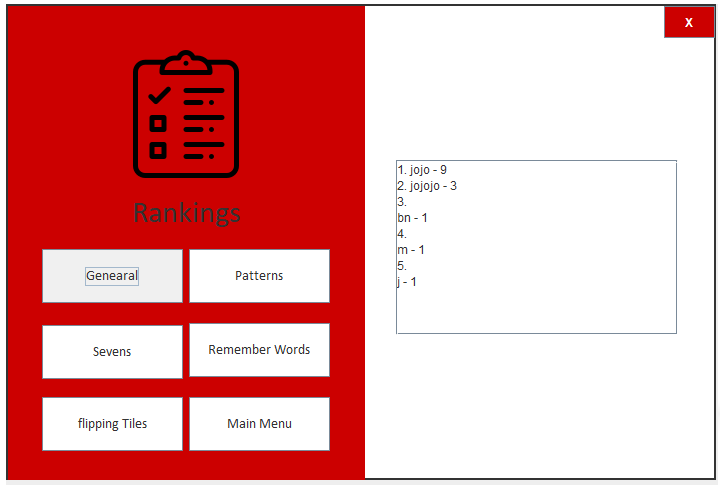 X
Rankings
Genearal
Patterns
Sevens
Remember Words
flipping Tiles
Main Menu
1. jojo - 9
2. jojojo - 3
3.
bn - 1
4.
m - 1
5.
j - 1